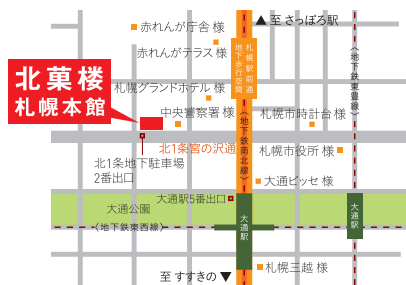 ▲至 さっぽろ駅
赤れんが庁舎 様
赤れんがテラス 様
札幌駅前通
地下歩行空間
〈地下鉄東豊線〉
北菓楼
札幌本館
札幌グランドホテル 様
中央警察署 様
札幌市時計台 様
〈地下鉄南北線〉
北1条宮の沢通
札幌市役所 様
北1条地下駐車場
2番出口
大通ビッセ 様
大通駅5番出口
大通公園
大通駅
大通駅
〈地下鉄東西線〉
札幌三越 様
至 すすきの▼